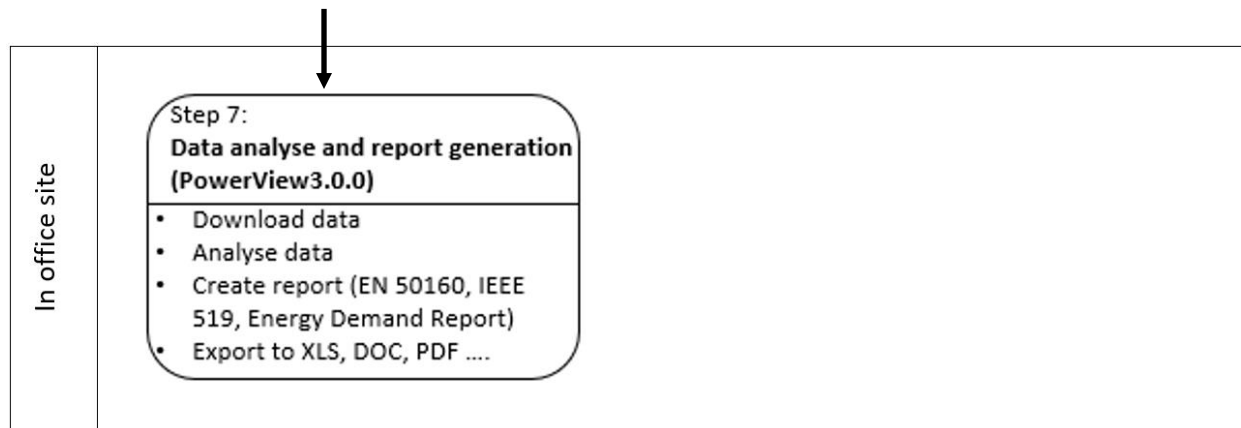 In office site
Step 7:
Data analyse and report generation
(PowerView3.0.0)
• Download data
• Analyse data
• Create report (EN 50160, IEEE
519, Energy Demand Report)
• Export to XLS, DOC, PDF ....